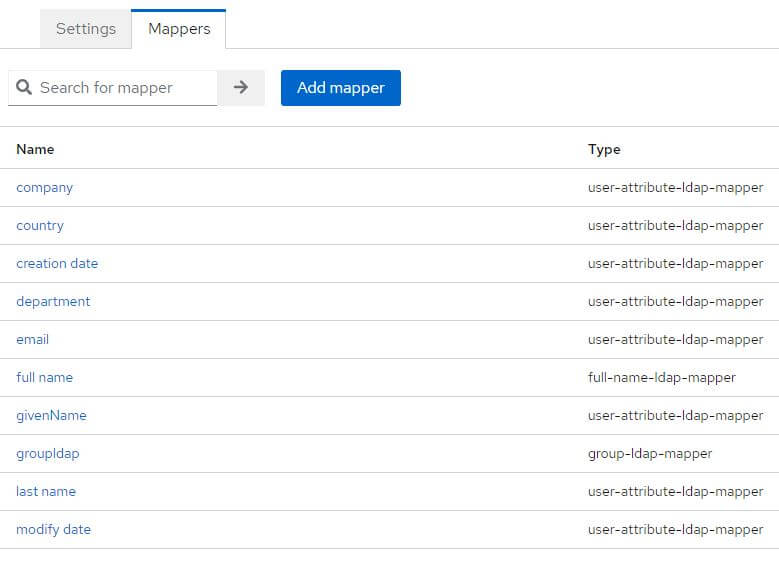 Settings Mappers
Search for mapper Add mapper
Name Type
company user-attribute-ldap-mapper
country user-attribute-ldap-mapper
creation date user-attribute-ldap-mapper
department user-attribute-ldap-mapper
email user-attribute-ldap-mapper
full name full-name-ldap-mapper
givenName user-attribute-ldap-mapper
groupldap group-ldap-mapper
last name user-attribute-ldap-mapper
modify date user-attribute-ldap-mapper